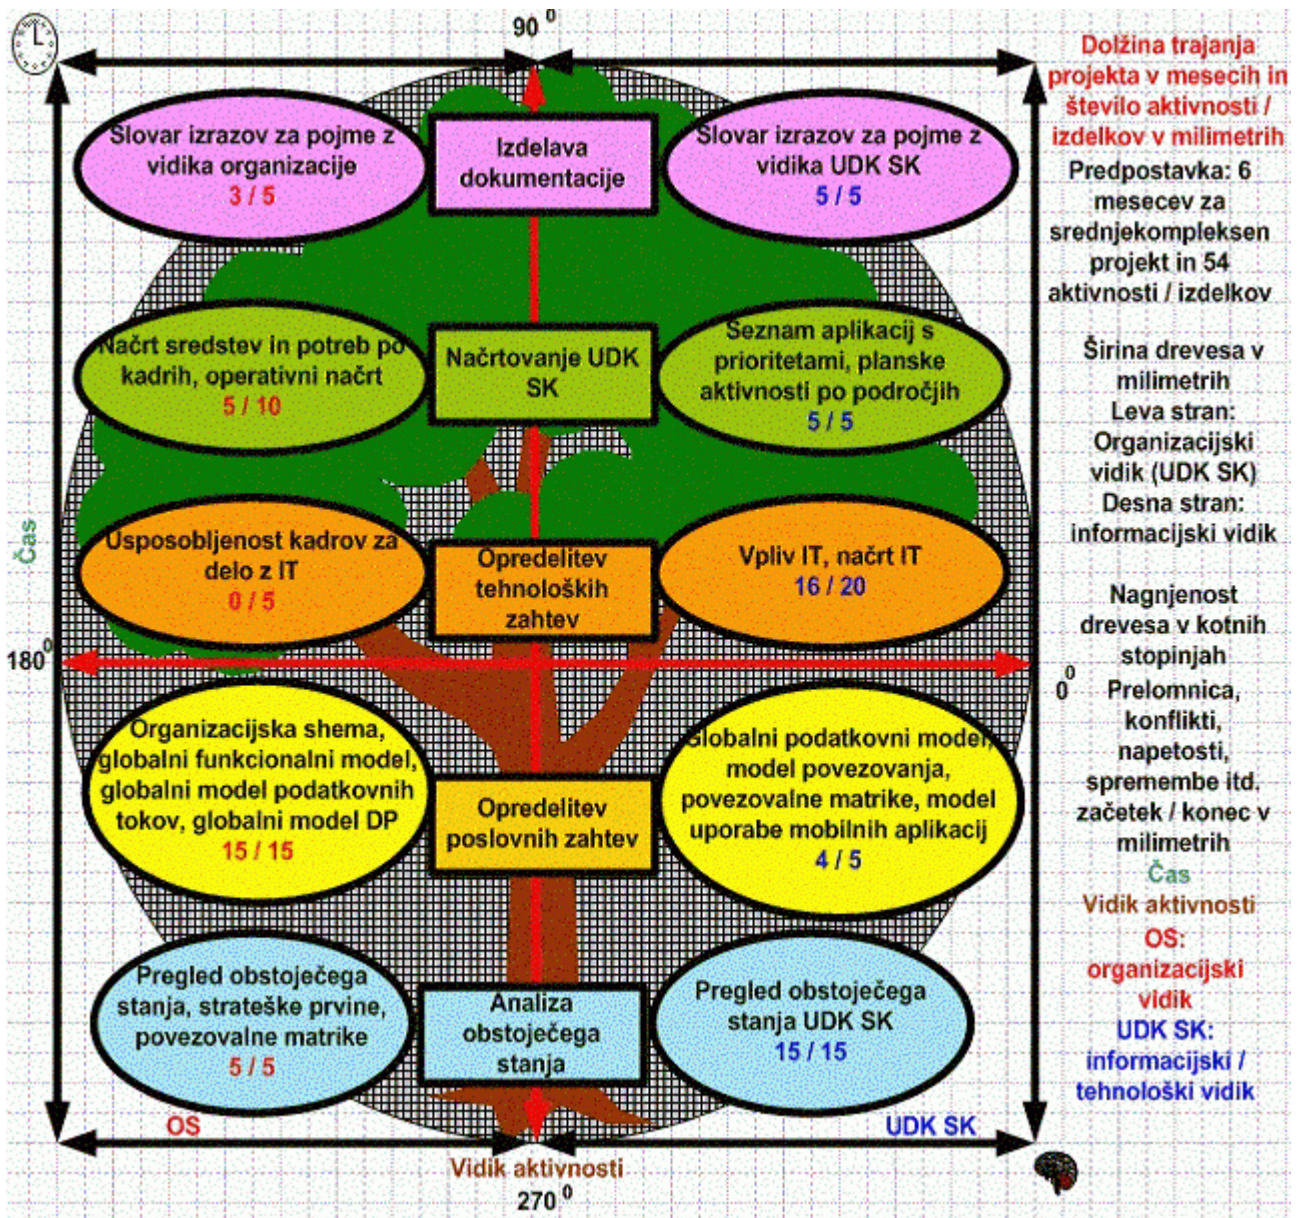 90 0
Slovar izrazov za pojme z
vidika organizacije
3 / 5
Izdelava
dokumentacije
Slovar izrazov za pojme z
vidika UDK SK
5 / 5
Načrt sredstev in potreb po
kadrih, operativni načrt
5 / 10
Načrtovanje UDK
SK
Seznam aplikacij s
prioritetami, planske
aktivnosti po področjih
5 / 5
Usposobljenost kadrov za
delo z IT
0 / 5
Opredelitev
tehnoloških
zahtev
Vpliv IT, načrt IT
16 / 20
Čas
180 0
0 0
Organizacijska shema,
globalni funkcionalni model,
globalni model podatkovnih
tokov, globalni model DP
15 / 15
Opredelitev
poslovnih zahtev
Globalni podatkovni model,
model povezovanja,
povezovalne matrike, model
uporabe mobilnih aplikacij
4 / 5
Pregled obstoječega
stanja, strateške prvine,
povezovalne matrike
5 / 5
Analiza
obstoječega
stanja
Pregled obstoječega
stanja UDK SK
15 / 15
OS
UDK SK
Vidik aktivnosti
270 0
Dolžina trajanja
projekta v mesecih in
število aktivnosti /
izdelkov v milimetrih
Predpostavka: 6
mesecev za
srednjekompleksen
projekt in 54
aktivnosti / izdelkov
Širina drevesa v
milimetrih
Leva stran:
Organizacijski
vidik (UDK SK)
Desna stran:
informacijski vidik
Nagnjenost
drevesa v kotnih
stopinjah
Prelomnica,
konflikti,
napetosti,
spremembe itd.
začetek / konec v
milimetrih
Čas
Vidik aktivnosti
OS:
organizacijski
vidik
UDK SK:
informacijski /
tehnološki vidik